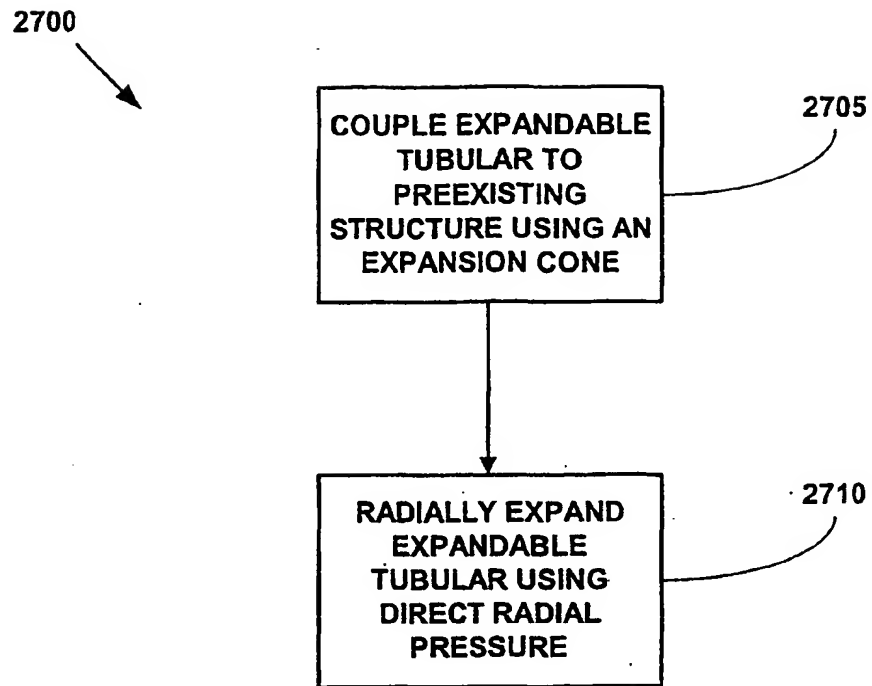 2700
COUPLE EXPANDABLE
TUBULAR TO
PREEXISTING
STRUCTURE USING AN
EXPANSION CONE
2705
RADIALLY EXPAND
EXPANDABLE
TUBULAR USING
DIRECT RADIAL
PRESSURE
2710